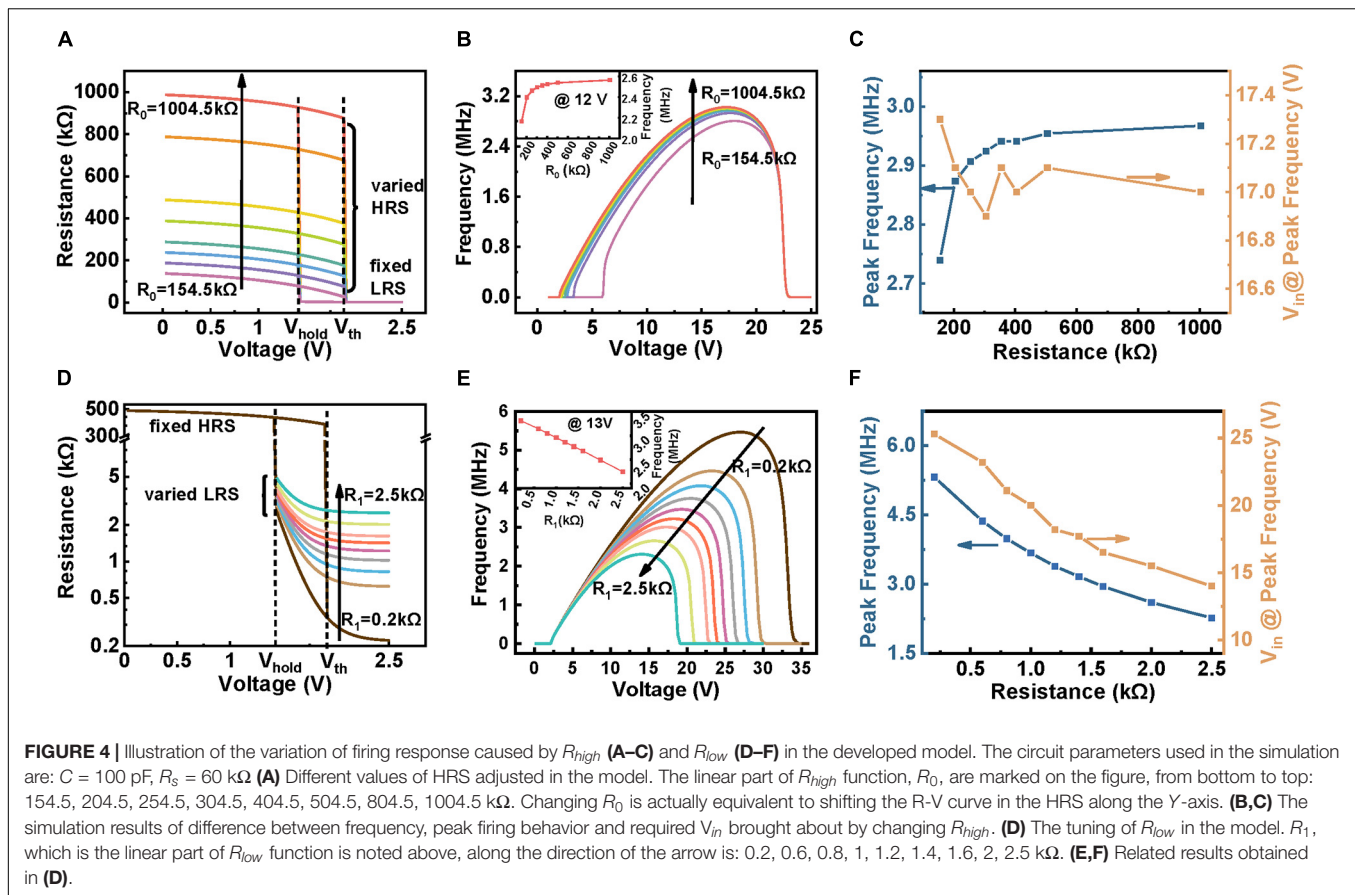 A
Resistance (kΩ)
1000
800
600
400
200
0
R0=1004.5kΩ
R0=154.5kΩ
varied
HRS
fixed
LRS
0 0.5 1 Vhold Vth 2.5
Voltage (V)
B
Frequency (MHz)
3.2
2.4
1.6
0.8
0.0
@ 12 V
2.6
2.4
2.2
2.0
Frequency
(MHz)
200 400 600 800 1000
R0 (kΩ)
R0=1004.5kΩ
R0=154.5kΩ
0 5 10 15 20 25
Voltage (V)
C
Peak Frequency (MHz)
3.0
2.9
2.8
2.7
17.4
17.2
17.0
16.8
16.6
Vin@ Peak Frequency (V)
200 400 600 800 1000
Resistance (kΩ)
D
Resistance (kΩ)
500
300
5
2
1
0.5
0.2
fixed HRS
varied LRS
R1=2.5kΩ
R1=0.2kΩ
0 0.5 1 Vhold Vth 2.5
Voltage (V)
E
Frequency (MHz)
6
5
4
3
2
1
0
@ 13V
3.5
3.0
2.5
Frequency
(MHz)
0.5 1.0 1.5 2.0 2.5
R1(kΩ)
R1=0.2kΩ
R1=2.5kΩ
0 5 10 15 20 25 30 35
Voltage (V)
F
Peak Frequency (MHz)
6.0
4.5
3.0
1.5
25
20
15
10
Vin @ Peak Frequency (V)
0.5 1.0 1.5 2.0 2.5
Resistance (kΩ)
FIGURE 4 | Illustration of the variation of firing response caused by Rhigh (A–C) and Rlow (D–F) in the developed model. The circuit parameters used in the simulation
are: C = 100 pF, Rs = 60 kΩ (A) Different values of HRS adjusted in the model. The linear part of Rhigh function, R0, are marked on the figure, from bottom to top:
154.5, 204.5, 254.5, 304.5, 404.5, 504.5, 804.5, 1004.5 kΩ. Changing R0 is actually equivalent to shifting the R-V curve in the HRS along the Y-axis. (B,C) The
simulation results of difference between frequency, peak firing behavior and required Vin brought about by changing Rhigh. (D) The tuning of Rlow in the model. R1,
which is the linear part of Rlow function is noted above, along the direction of the arrow is: 0.2, 0.6, 0.8, 1, 1.2, 1.4, 1.6, 2, 2.5 kΩ. (E,F) Related results obtained
in (D).